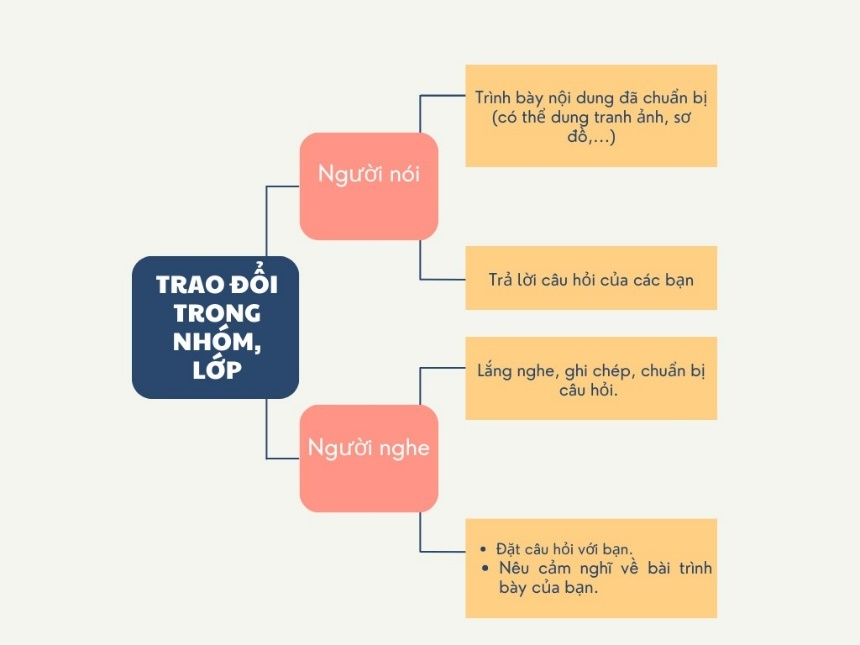 TRAO ĐỔI
TRONG
NHÓM,
LỚP
Người nói
Trình bày nội dung đã chuẩn bị
(có thể dung tranh ảnh, sơ
đồ,...)
Trả lời câu hỏi của các bạn
Người nghe
Lắng nghe, ghi chép, chuẩn bị
câu hỏi.
• Đặt câu hỏi với bạn.
• Nêu cảm nghĩ về bài trình
bày của bạn.